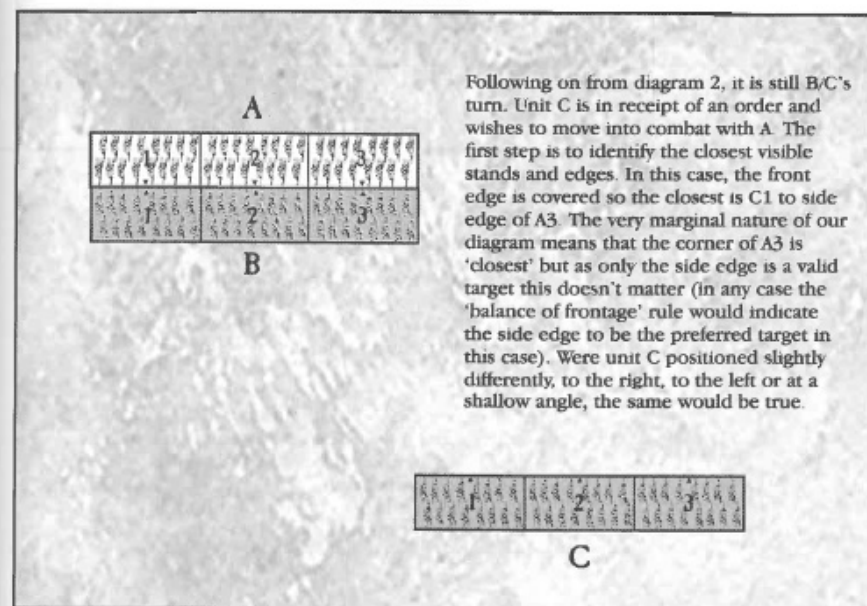 Following on from diagram 2, it is still B/C's
turn. Unit C is in receipt of an order and
wishes to move into combat with A. The
first step is to identify the closest visible
stands and edges. In this case, the front
edge is covered so the closest is C1 to side
edge of A3. The very marginal nature of our
diagram means that the corner of A3 is
'closest' but as only the side edge is a valid
target this doesn't matter (in any case the
'balance of frontage' rule would indicate
the side edge to be the preferred target in
this case). Were unit C positioned slightly
differently, to the right, to the left or at a
shallow angle, the same would be true.
A
1 2 3
1 2 3
B
1 2 3
C